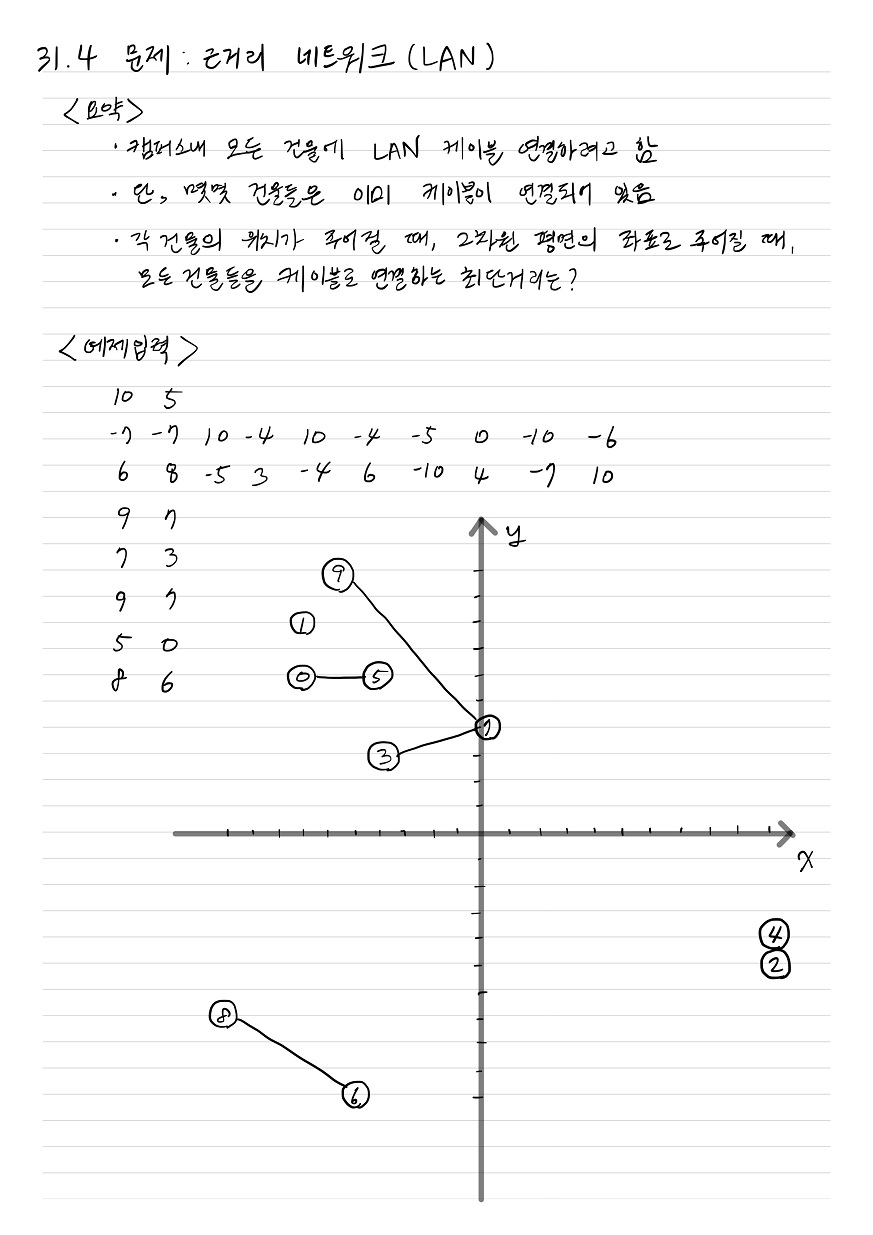 31.4 문제 : 근거리 네트워크 (LAN)
<요약>
· 캠퍼스내 모든 건물에 LAN 케이블 연결하려고 함
· 단, 몇몇 건물들은 이미 케이블이 연결되어 있음
· 각 건물의 위치가 주어질 때, 2차원 평면의 좌표로 주어질 때,
모든 건물들을 케이블로 연결하는 최단거리는?
<예제입력>
10 5
-7 -7 10 -4 10 -4 -5 0 -10 -6
6 8 -5 3 -4 6 -10 4 -7 10
9 7
7 3
9 7
5 0
8 6
y
9
1
0 5
7
3
x
4
2
8
6